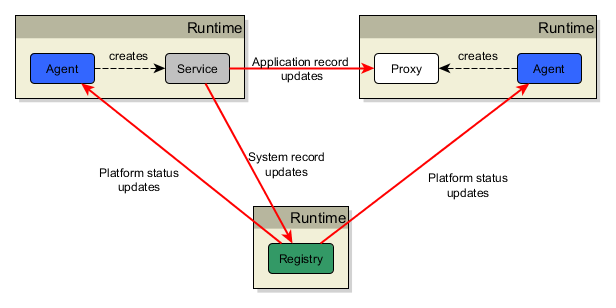 Runtime
Runtime
creates
creates
Agent
Service
Application record
updates
Proxy
Agent
System record
updates
Platform status
updates
Platform status
updates
Runtime
Registry